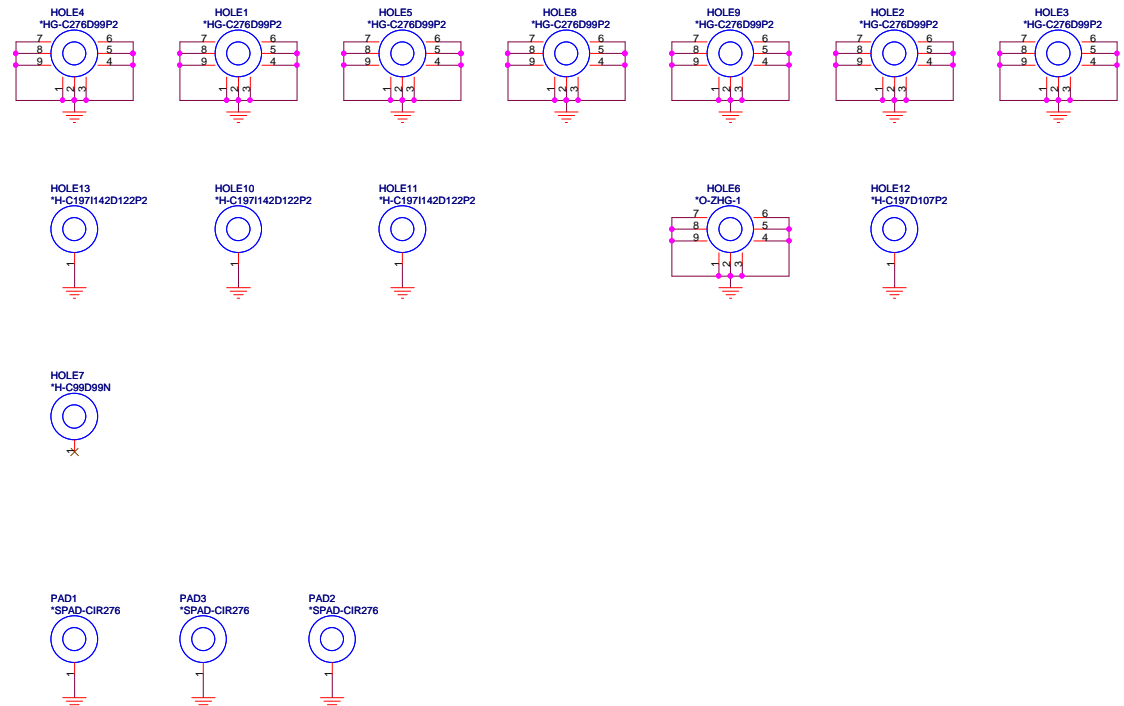 HOLE4
*HG-C276D99P2
7 6
8 5
9 4
1 2 3
HOLE1
*HG-C276D99P2
7 6
8 5
9 4
1 2 3
HOLE5
*HG-C276D99P2
7 6
8 5
9 4
1 2 3
HOLE8
*HG-C276D99P2
7 6
8 5
9 4
1 2 3
HOLE9
*HG-C276D99P2
7 6
8 5
9 4
1 2 3
HOLE2
*HG-C276D99P2
7 6
8 5
9 4
1 2 3
HOLE3
*HG-C276D99P2
7 6
8 5
9 4
1 2 3
HOLE13
*H-C197I142D122P2
1
HOLE10
*H-C197I142D122P2
1
HOLE11
*H-C197I142D122P2
1
HOLE6
*O-ZHG-1
7 6
8 5
9 4
1 2 3
HOLE12
*H-C197D107P2
1
HOLE7
*H-C99D99N
1
PAD1
*SPAD-CIR276
1
PAD3
*SPAD-CIR276
1
PAD2
*SPAD-CIR276
1